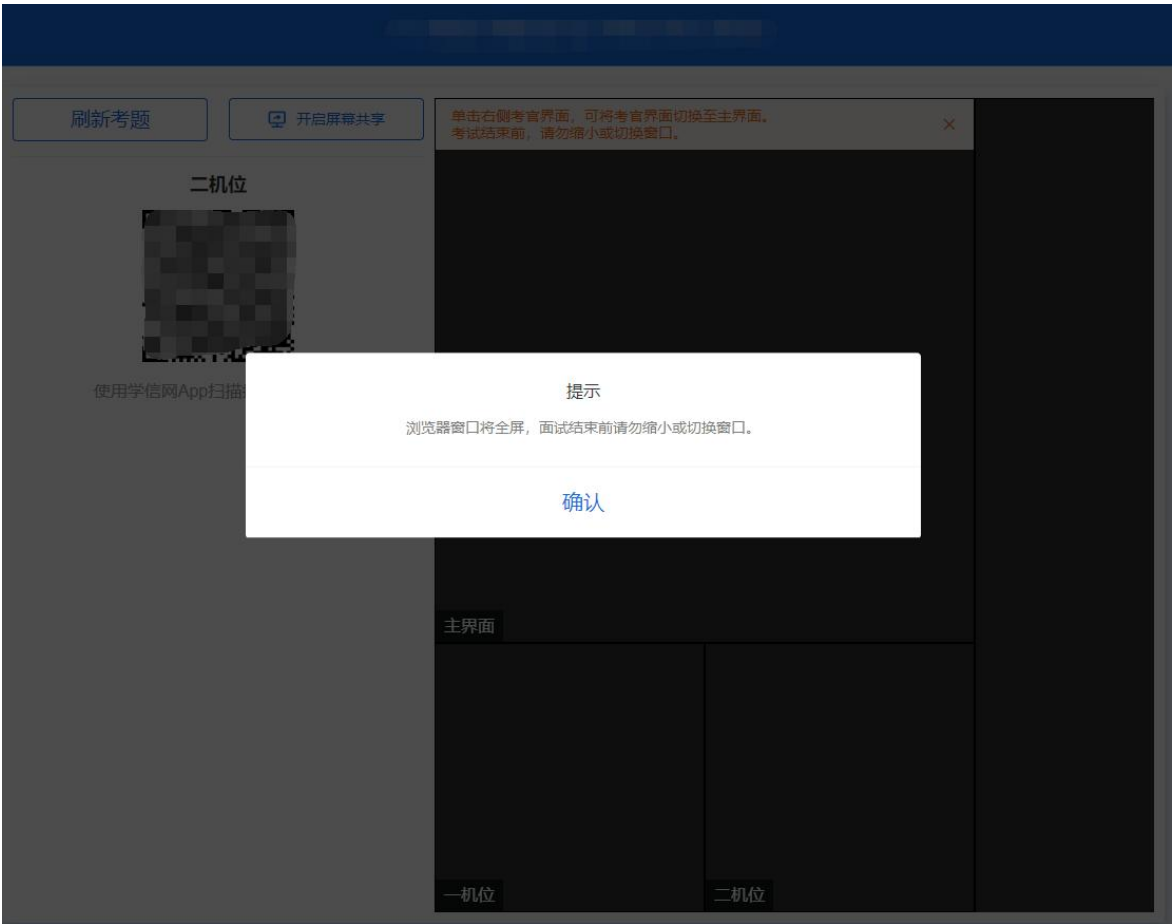 刷新考题
开启屏幕共享
单击右侧考官界面，可将考官界面切换至主界面。
考试结束前，请勿缩小或切换窗口。
二机位
使用学信网App扫描
提示
浏览器窗口将全屏，面试结束前请勿缩小或切换窗口。
确认
主界面
一机位
二机位